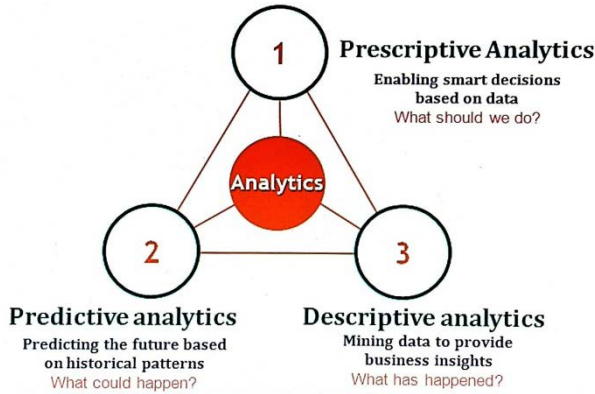 1
Prescriptive Analytics
Enabling smart decisions
based on data
What should we do?
Analytics
2
3
Predictive analytics
Predicting the future based
on historical patterns
What could happen?
Descriptive analytics
Mining data to provide
business insights
What has happened?